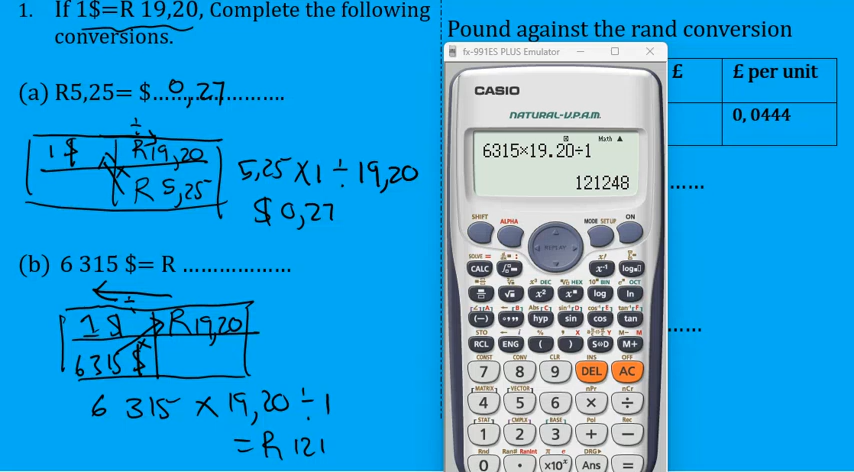 1. If 1$=R 19,20, Complete the following
conversions.
(a) R5,25= $............................
0,27
÷
1 $ R19,20
R 5,25
5,25 X 1 ÷ 19,20
$ 0,27
(b) 6 315 $= R ....................
÷
1 $ R19,20
6315 $
6 315 × 19,20 ÷ 1
= R 121
Pound against the rand conversion
£ £ per unit
0, 0444
fx-991ES PLUS Emulator
CASIO
NATURAL-V.P.A.M.
Math ▲
6315×19.20÷1
121248
SHIFT ALPHA MODE SETUP ON
REPLAY
SOLVE =
CALC x⁻¹ log
x² log ln
(−) hyp sin cos tan
STO
RCL ENG ( ) S⇔D M+
CONST CONV CLR INS OFF
7 8 9 DEL AC
MATRIX VECTOR nPr nCr
4 5 6 × ÷
STAT CMPLX BASE Pol Rec
1 2 3 + −
Rnd Ran# RanInt π e DRG▶
0 . ×10ˣ Ans =